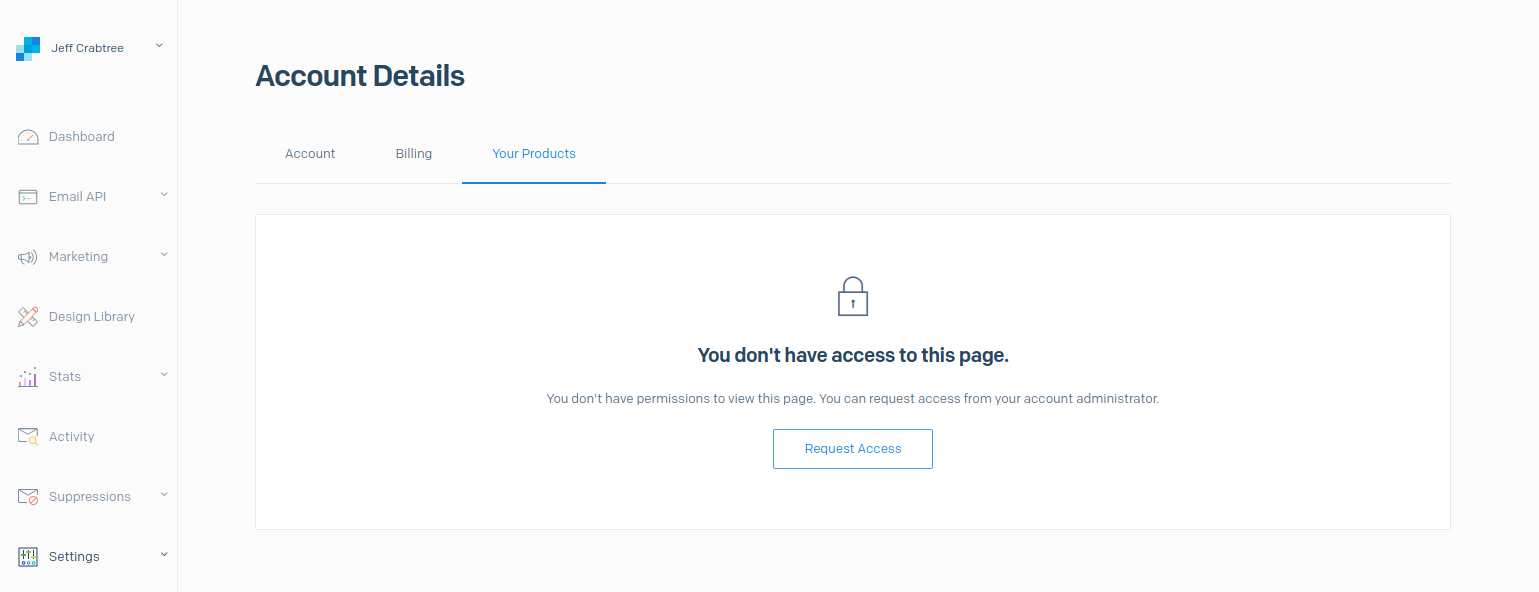 Jeff Crabtree
Dashboard
Email API
Marketing
Design Library
Stats
Activity
Suppressions
Settings
Account Details
Account
Billing
Your Products
You don't have access to this page.
You don't have permissions to view this page. You can request access from your account administrator.
Request Access